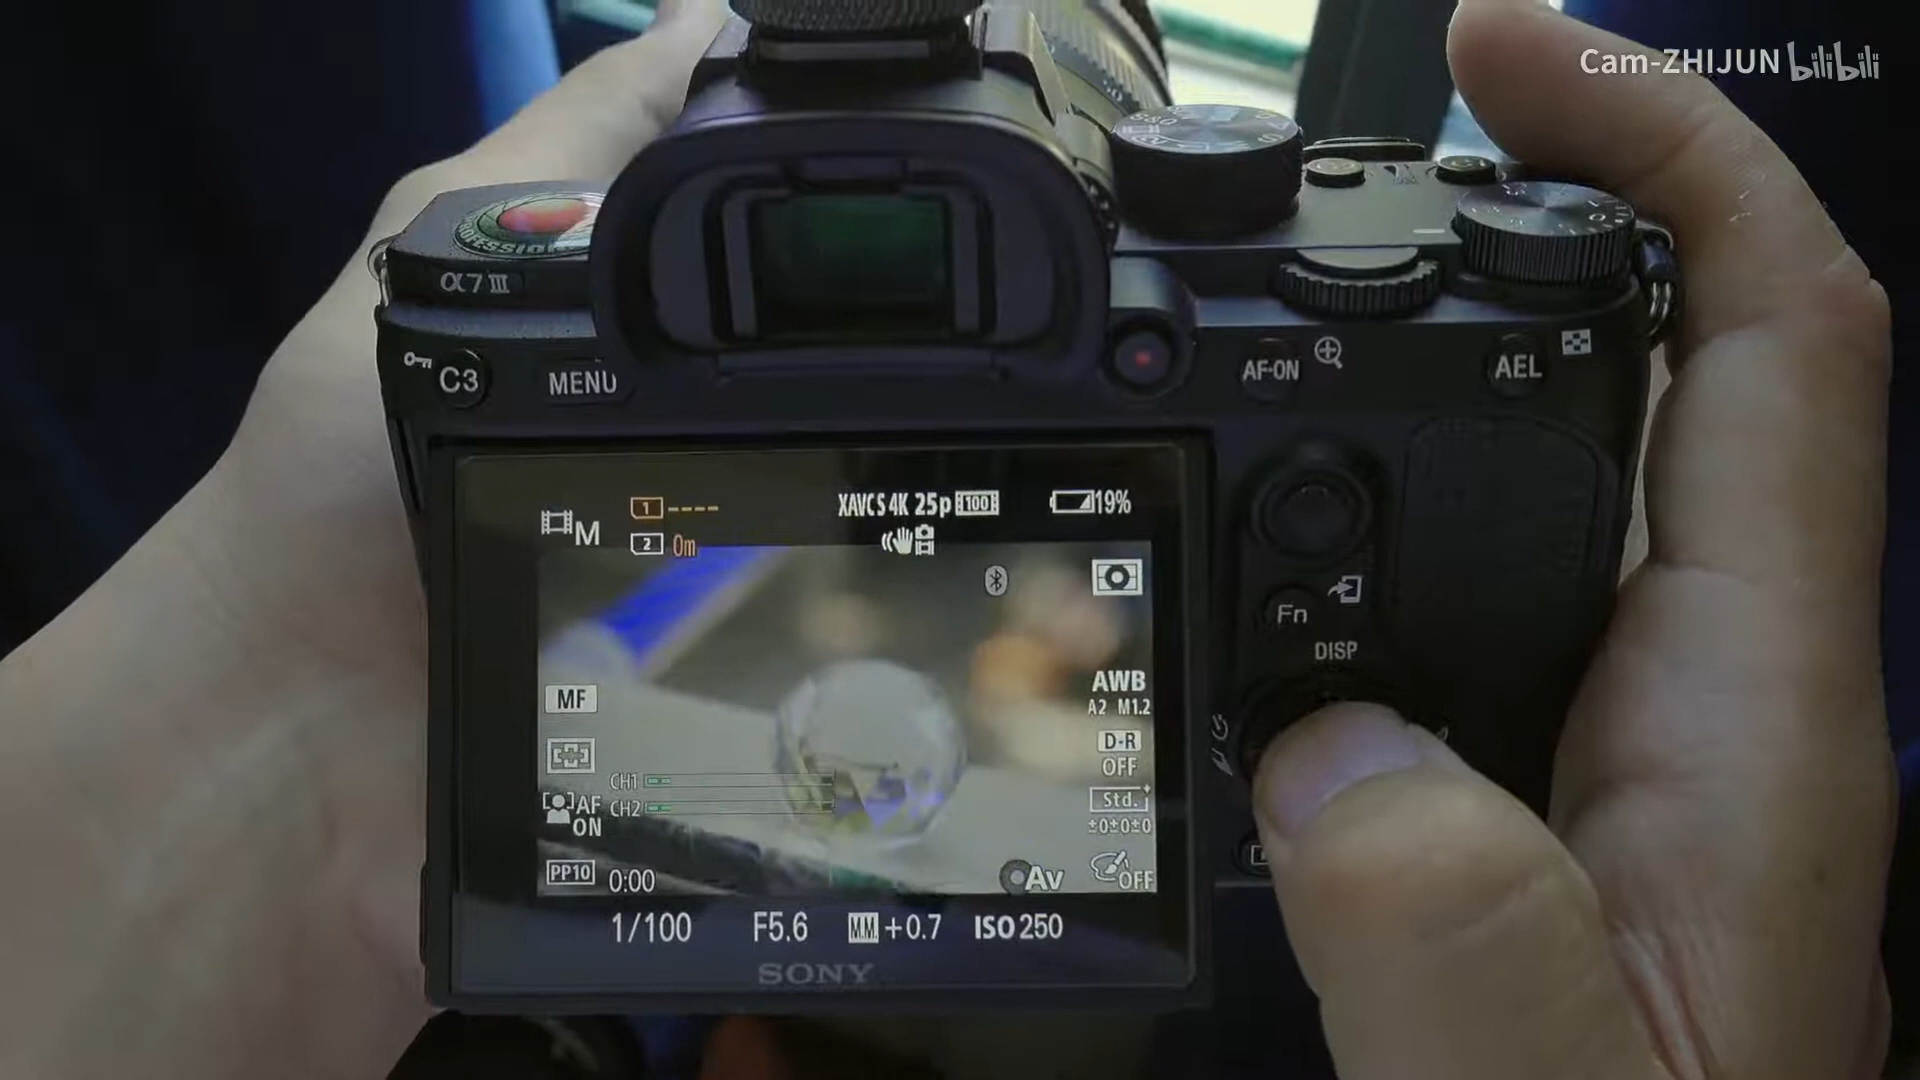 Cam-ZHIJUN bilibili
α7III
C3
MENU
AF-ON
AEL
1 ----
XAVC S 4K 25p 100
19%
M
2 0m
Fn
DISP
MF
AWB
A2 M1.2
D-R
OFF
CH1
CH2
AF
ON
Std.
±0±0±0
PP10
0:00
Av
OFF
1/100
F5.6
MM +0.7
ISO 250
SONY